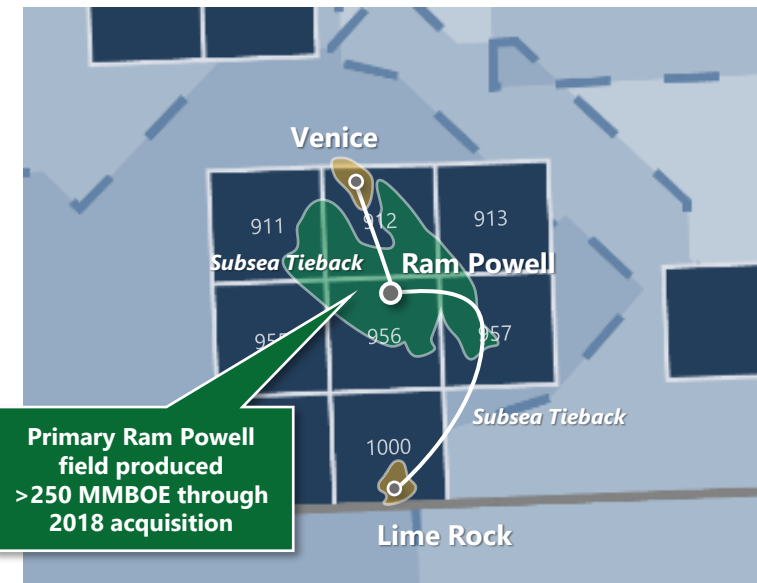 Venice
911
912
913
Subsea Tieback
Ram Powell
956
957
Subsea Tieback
Primary Ram Powell
field produced
>250 MMBOE through
2018 acquisition
1000
Lime Rock